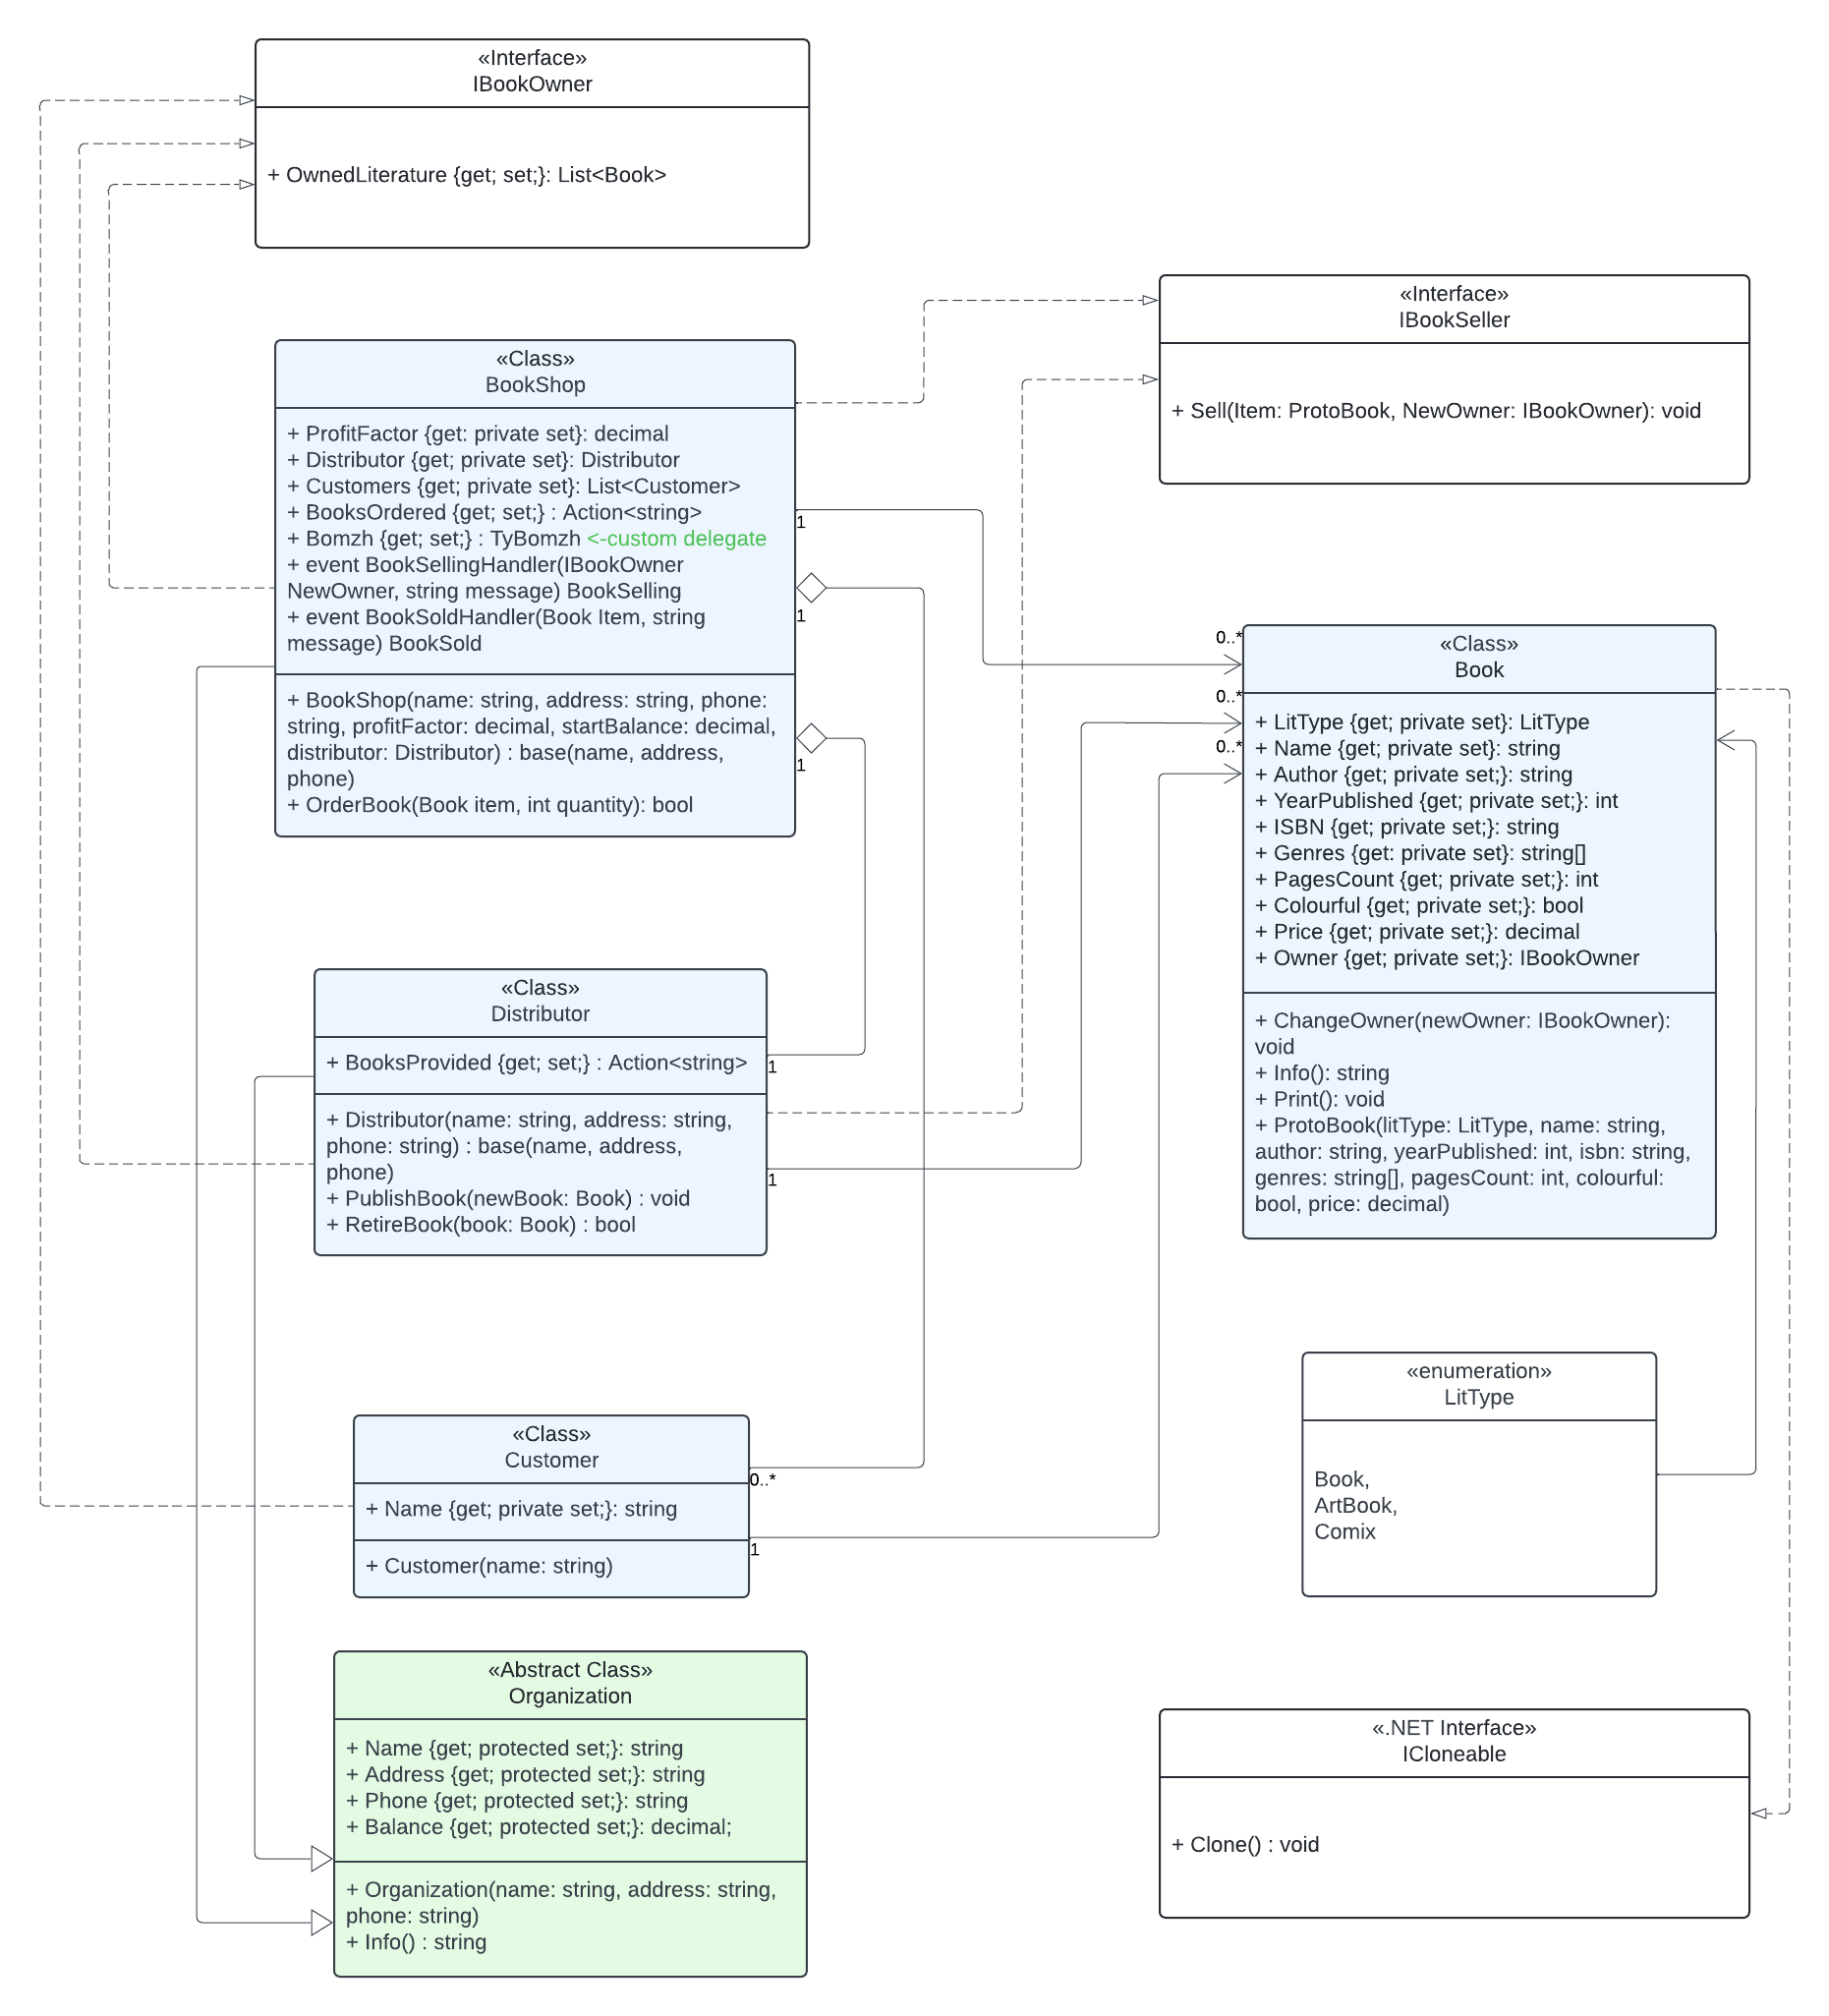 «Interface»
IBookOwner
+ OwnedLiterature {get; set;}: List<Book>
«Interface»
IBookSeller
+ Sell(Item: ProtoBook, NewOwner: IBookOwner): void
«Class»
BookShop
+ ProfitFactor {get: private set}: decimal
+ Distributor {get; private set}: Distributor
+ Customers {get; private set}: List<Customer>
+ BooksOrdered {get; set;} : Action<string>
+ Bomzh {get; set;} : TyBomzh <-custom delegate
+ event BookSellingHandler(IBookOwner
NewOwner, string message) BookSelling
+ event BookSoldHandler(Book Item, string
message) BookSold
+ BookShop(name: string, address: string, phone:
string, profitFactor: decimal, startBalance: decimal,
distributor: Distributor) : base(name, address,
phone)
+ OrderBook(Book item, int quantity): bool
1
1
1
0..*
0..*
0..*
«Class»
Book
+ LitType {get; private set}: LitType
+ Name {get; private set}: string
+ Author {get; private set;}: string
+ YearPublished {get; private set;}: int
+ ISBN {get; private set;}: string
+ Genres {get: private set}: string[]
+ PagesCount {get; private set;}: int
+ Colourful {get; private set;}: bool
+ Price {get; private set;}: decimal
+ Owner {get; private set;}: IBookOwner
+ ChangeOwner(newOwner: IBookOwner):
void
+ Info(): string
+ Print(): void
+ ProtoBook(litType: LitType, name: string,
author: string, yearPublished: int, isbn: string,
genres: string[], pagesCount: int, colourful:
bool, price: decimal)
«Class»
Distributor
+ BooksProvided {get; set;} : Action<string>
+ Distributor(name: string, address: string,
phone: string) : base(name, address,
phone)
+ PublishBook(newBook: Book) : void
+ RetireBook(book: Book) : bool
1
1
«Class»
Customer
+ Name {get; private set;}: string
+ Customer(name: string)
0..*
1
«enumeration»
LitType
Book,
ArtBook,
Comix
«Abstract Class»
Organization
+ Name {get; protected set;}: string
+ Address {get; protected set;}: string
+ Phone {get; protected set;}: string
+ Balance {get; protected set;}: decimal;
+ Organization(name: string, address: string,
phone: string)
+ Info() : string
«.NET Interface»
ICloneable
+ Clone() : void